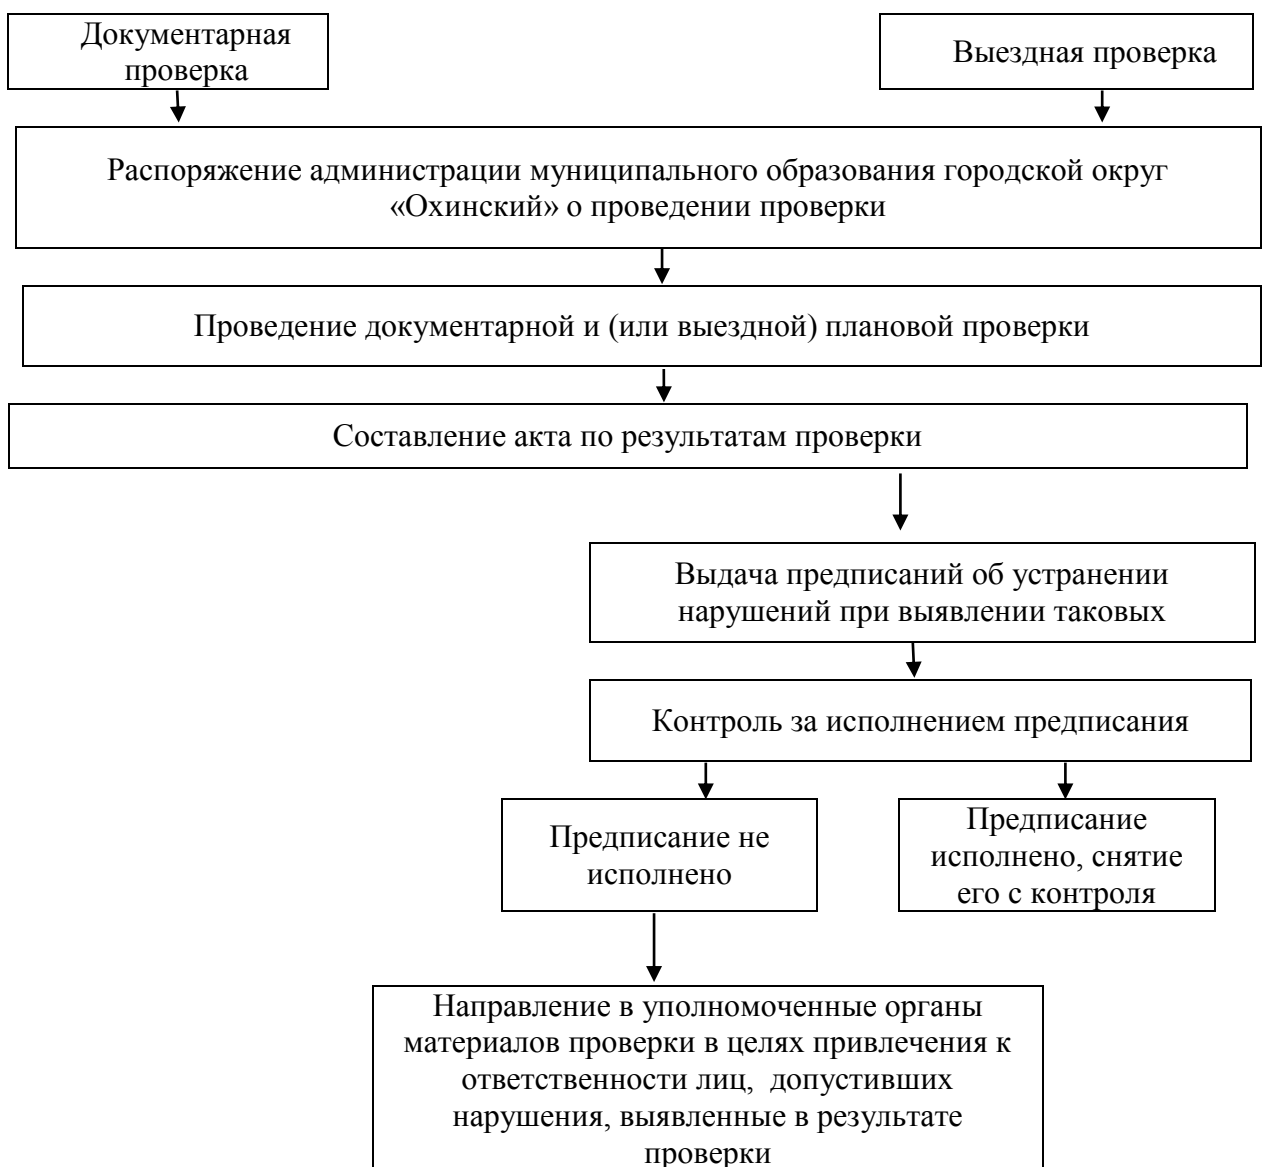 Документарная
проверка
Выездная проверка
Распоряжение администрации муниципального образования городской округ
«Охинский» о проведении проверки
Проведение документарной и (или выездной) плановой проверки
Составление акта по результатам проверки
Выдача предписаний об устранении
нарушений при выявлении таковых
Контроль за исполнением предписания
Предписание не
исполнено
Предписание
исполнено, снятие
его с контроля
Направление в уполномоченные органы
материалов проверки в целях привлечения к
ответственности лиц, допустивших
нарушения, выявленные в результате
проверки